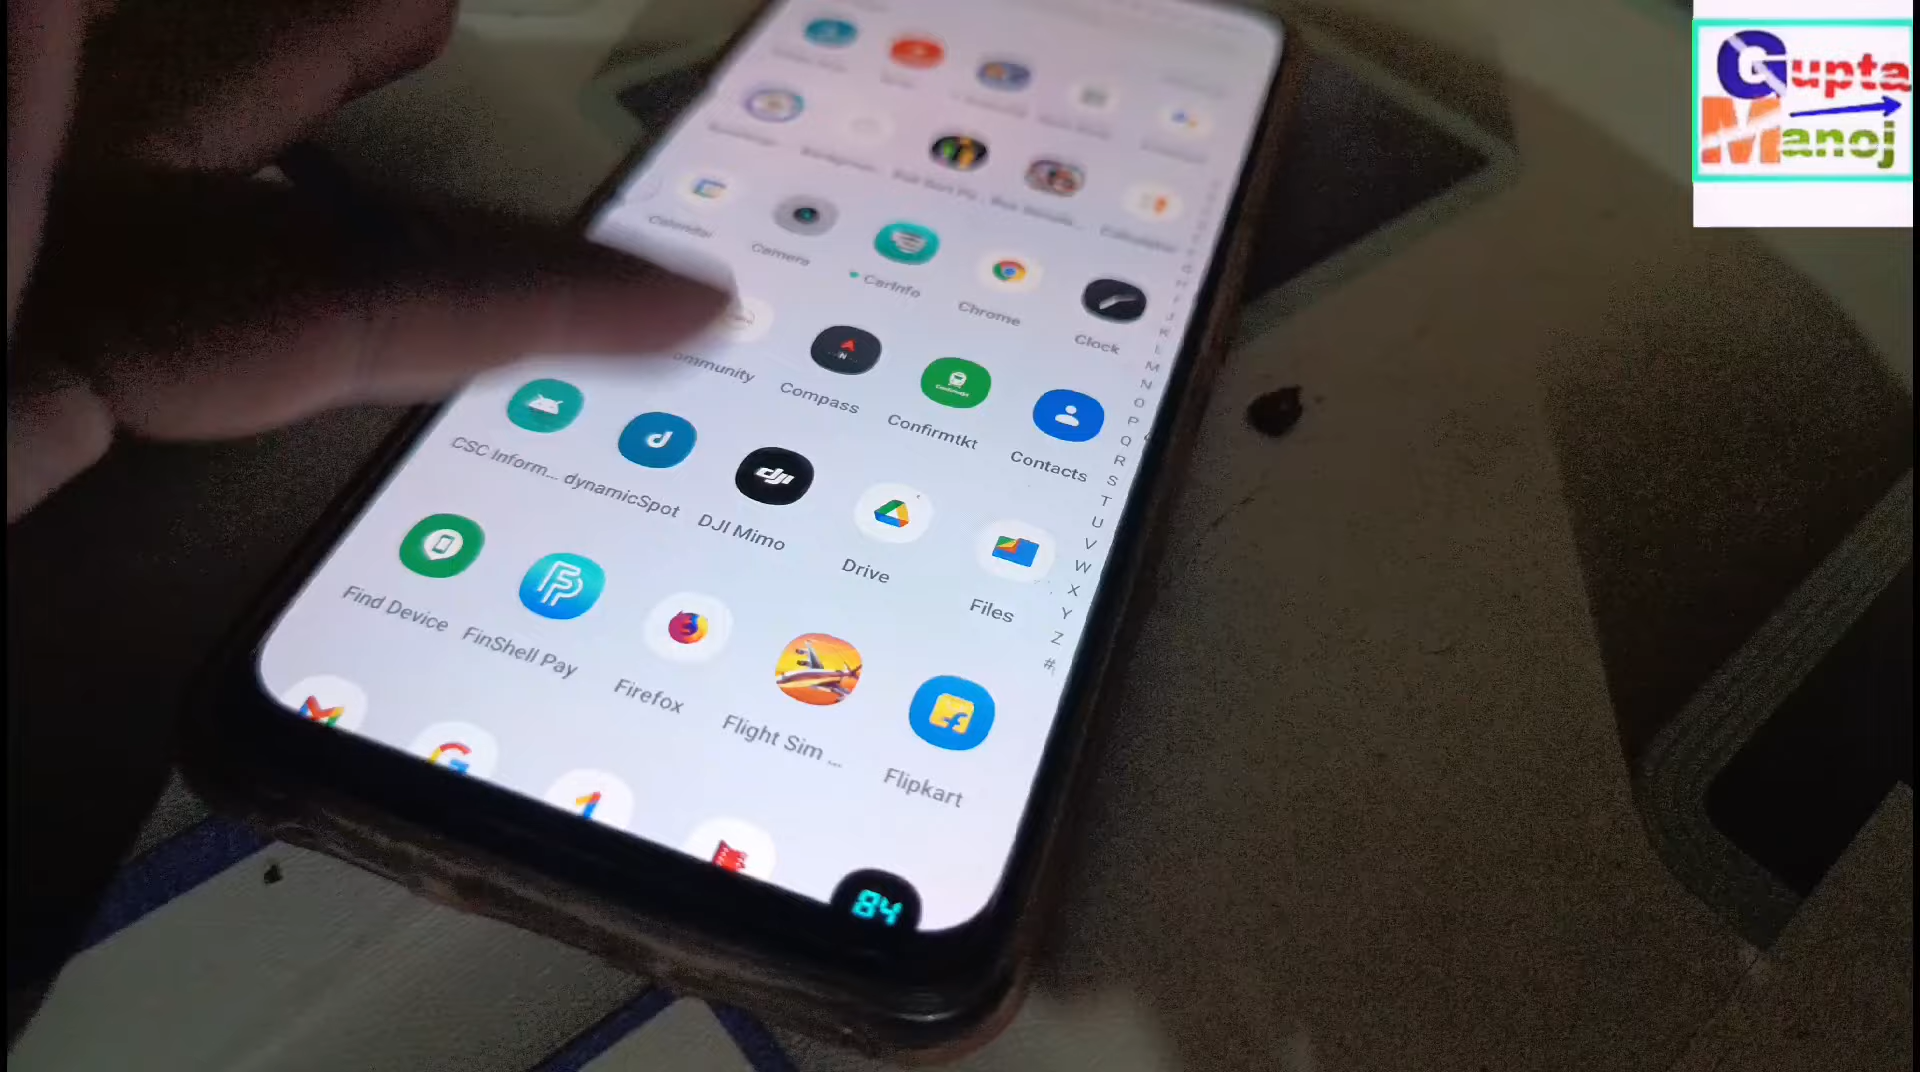 Gupta
Manoj
Calendar
Camera
CarInfo
Chrome
Clock
ommunity
Compass
Confirmtkt
Contacts
CSC Inform...
dynamicSpot
DJI Mimo
Drive
Files
Find Device
FinShell Pay
Firefox
Flight Sim ...
Flipkart
Calculator
J
K
L
M
N
O
P
Q
R
S
T
U
V
W
X
Y
Z
#
84